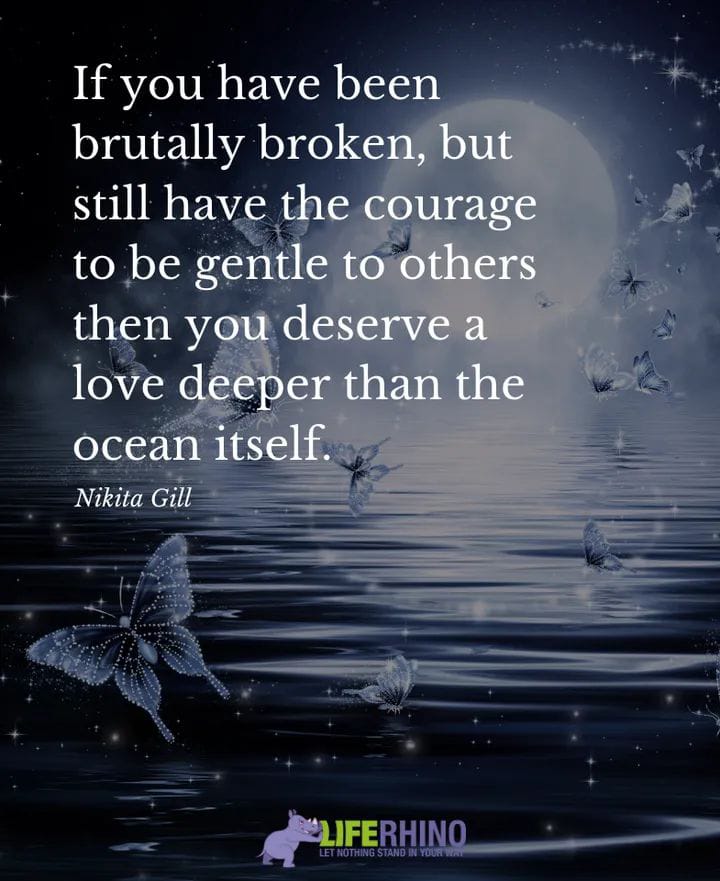 If you have been
brutally broken, but
still have the courage
to be gentle to others
then you deserve a
love deeper than the
ocean itself.
Nikita Gill
LIFERHINO
LET NOTHING STAND IN YOUR WAY